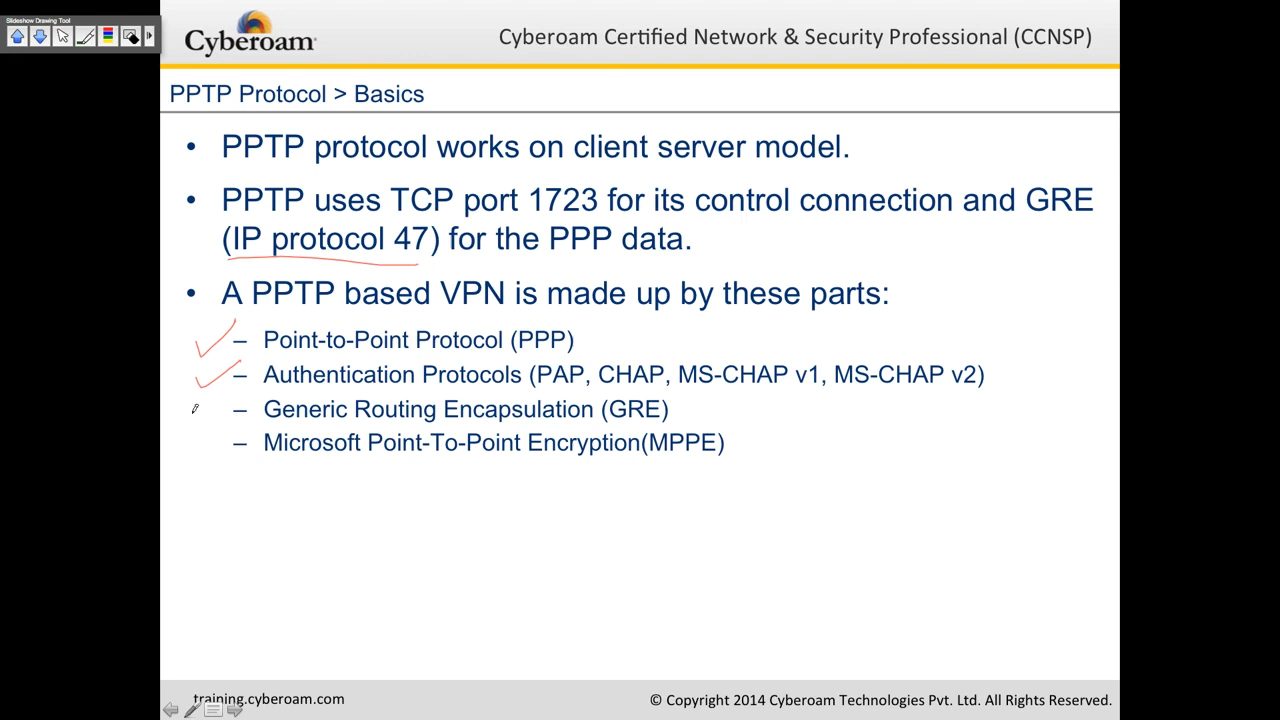 Slideshow Drawing Tool
Cyberoam
Cyberoam Certified Network & Security Professional (CCNSP)
PPTP Protocol > Basics
• PPTP protocol works on client server model.
• PPTP uses TCP port 1723 for its control connection and GRE
(IP protocol 47) for the PPP data.
• A PPTP based VPN is made up by these parts:
– Point-to-Point Protocol (PPP)
– Authentication Protocols (PAP, CHAP, MS-CHAP v1, MS-CHAP v2)
– Generic Routing Encapsulation (GRE)
– Microsoft Point-To-Point Encryption(MPPE)
training.cyberoam.com
© Copyright 2014 Cyberoam Technologies Pvt. Ltd. All Rights Reserved.